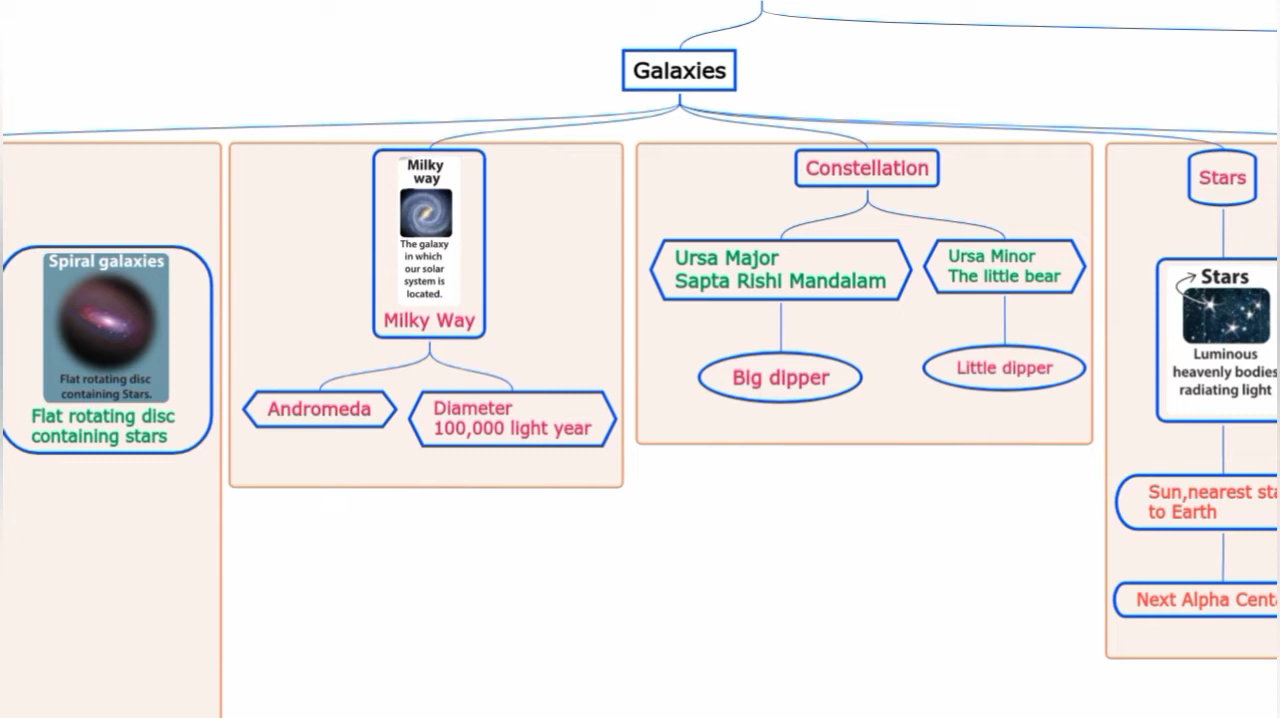 Galaxies
Spiral galaxies
Flat rotating disc
containing Stars.
Flat rotating disc
containing stars
Milky
way
The galaxy
in which
our solar
system is
located.
Milky Way
Andromeda
Diameter
100,000 light year
Constellation
Ursa Major
Sapta Rishi Mandalam
Ursa Minor
The little bear
Big dipper
Little dipper
Stars
Stars
Luminous
heavenly bodies
radiating light
Sun,nearest
to Earth
Next Alpha